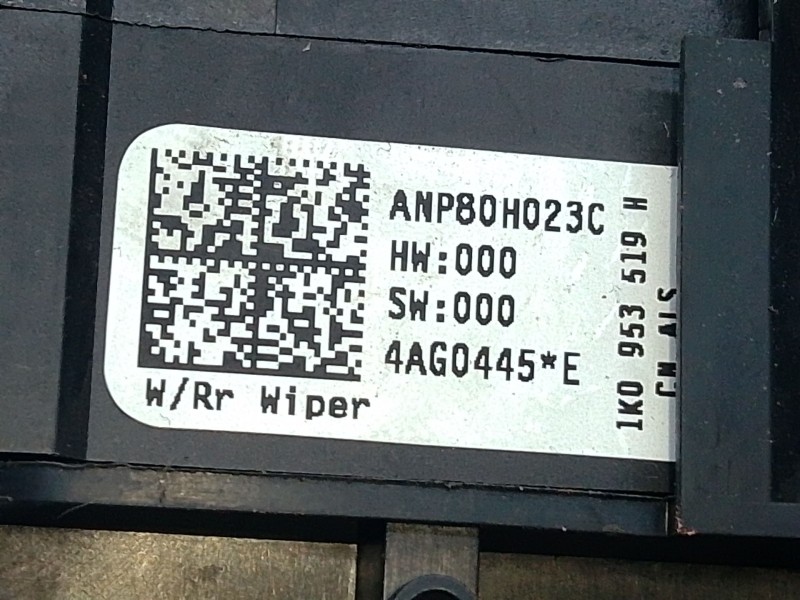 ANP80H023C
HW:000
SW:000
4AG0445*E
W/Rr Wiper
1K0 953 519 H